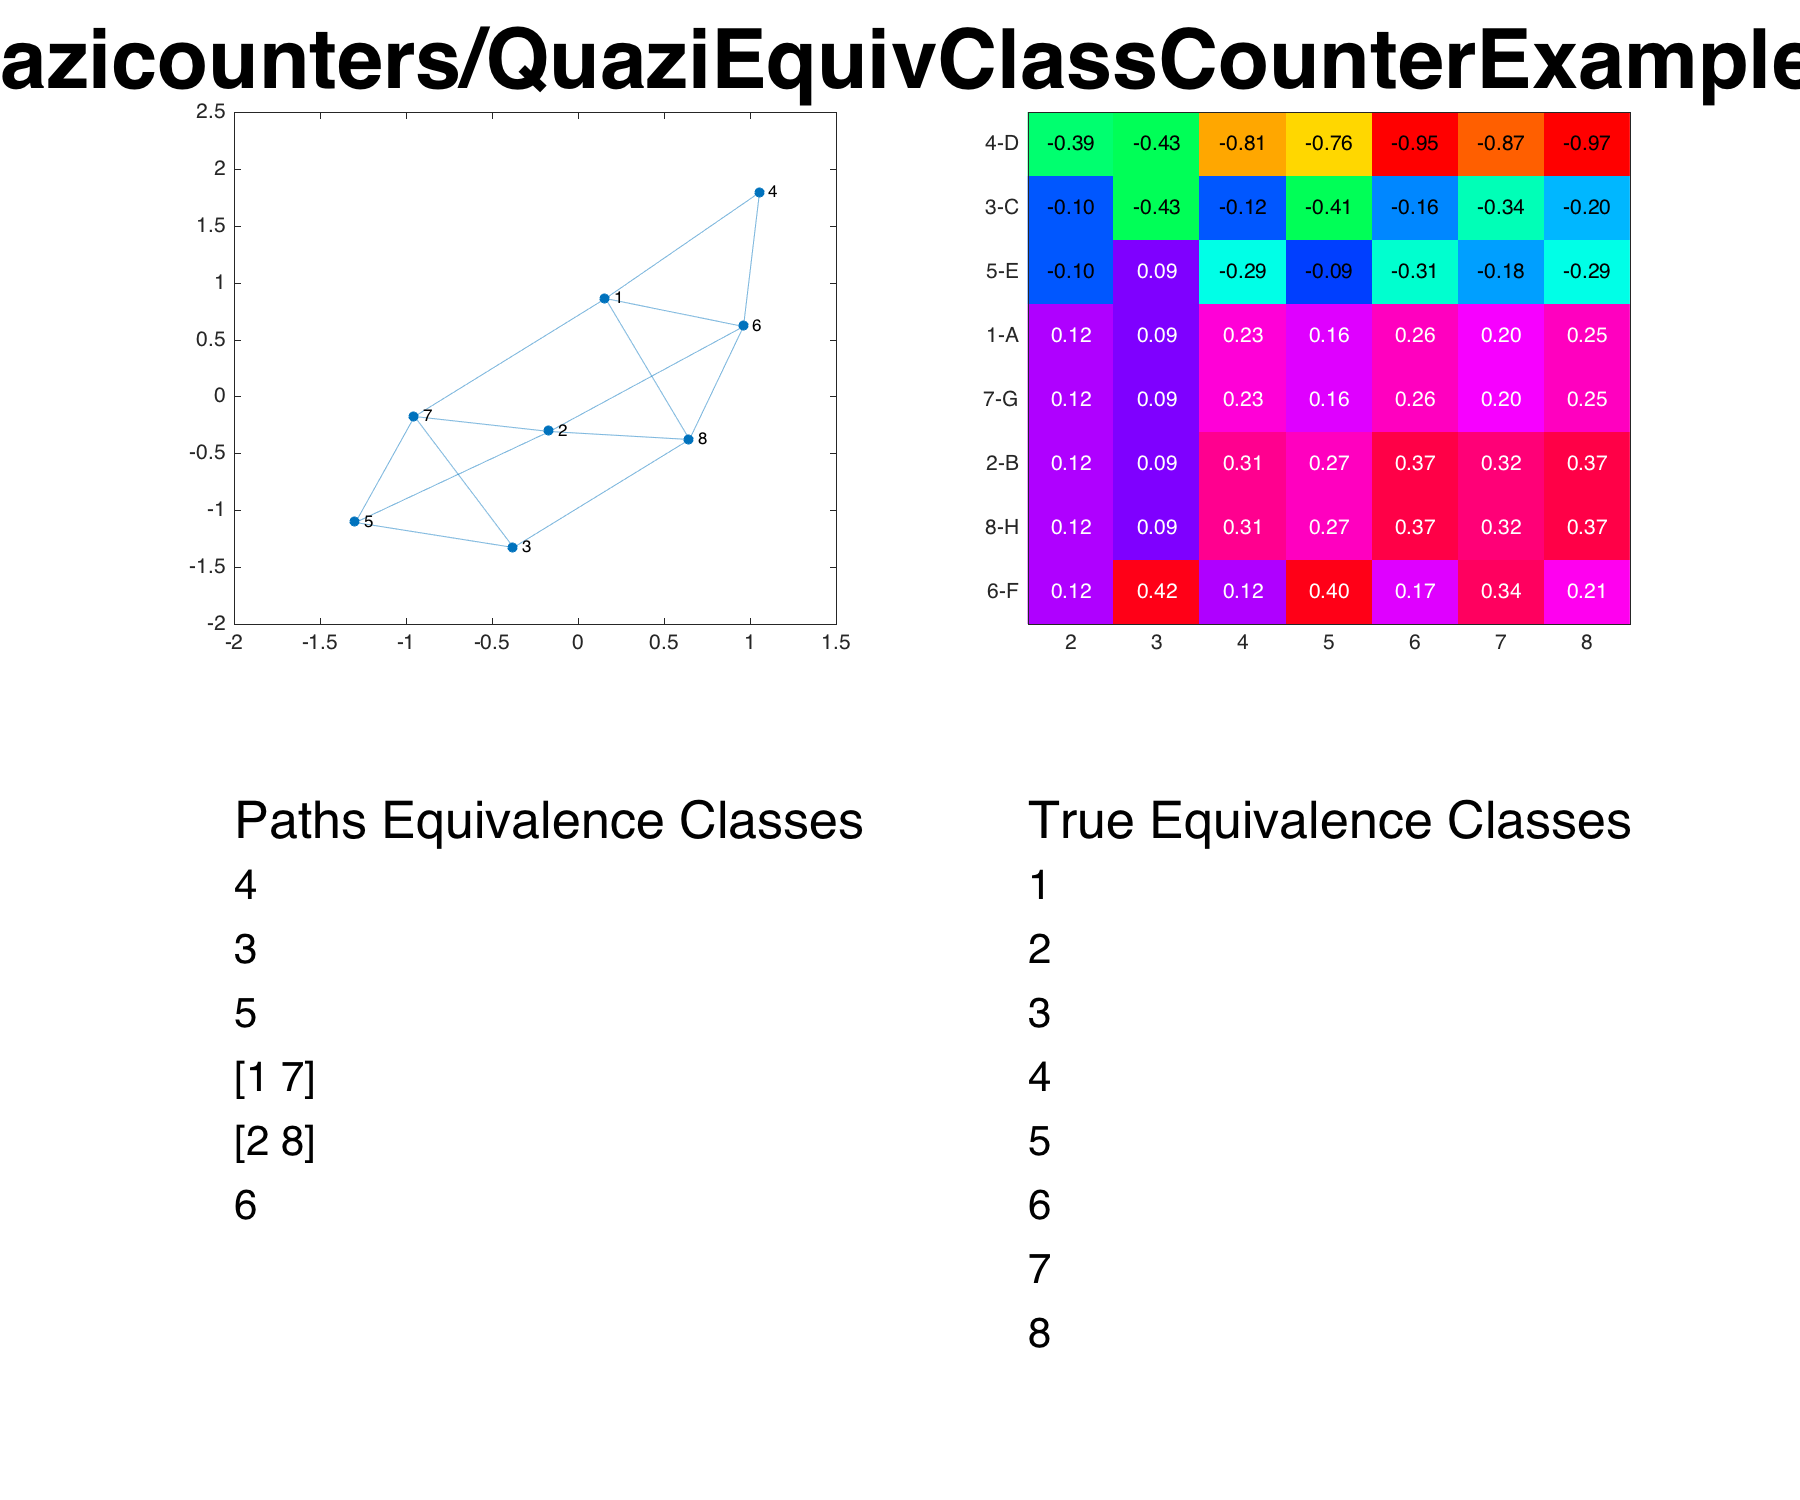 azicounters/QuaziEquivClassCounterExample
2.5
2
1.5
1
0.5
0
-0.5
-1
-1.5
-2
-2 -1.5 -1 -0.5 0 0.5 1 1.5
4
1
6
7
2
8
5
3
4-D -0.39 -0.43 -0.81 -0.76 -0.95 -0.87 -0.97
3-C -0.10 -0.43 -0.12 -0.41 -0.16 -0.34 -0.20
5-E -0.10 0.09 -0.29 -0.09 -0.31 -0.18 -0.29
1-A 0.12 0.09 0.23 0.16 0.26 0.20 0.25
7-G 0.12 0.09 0.23 0.16 0.26 0.20 0.25
2-B 0.12 0.09 0.31 0.27 0.37 0.32 0.37
8-H 0.12 0.09 0.31 0.27 0.37 0.32 0.37
6-F 0.12 0.42 0.12 0.40 0.17 0.34 0.21
2 3 4 5 6 7 8
Paths Equivalence Classes
4
3
5
[1 7]
[2 8]
6
True Equivalence Classes
1
2
3
4
5
6
7
8